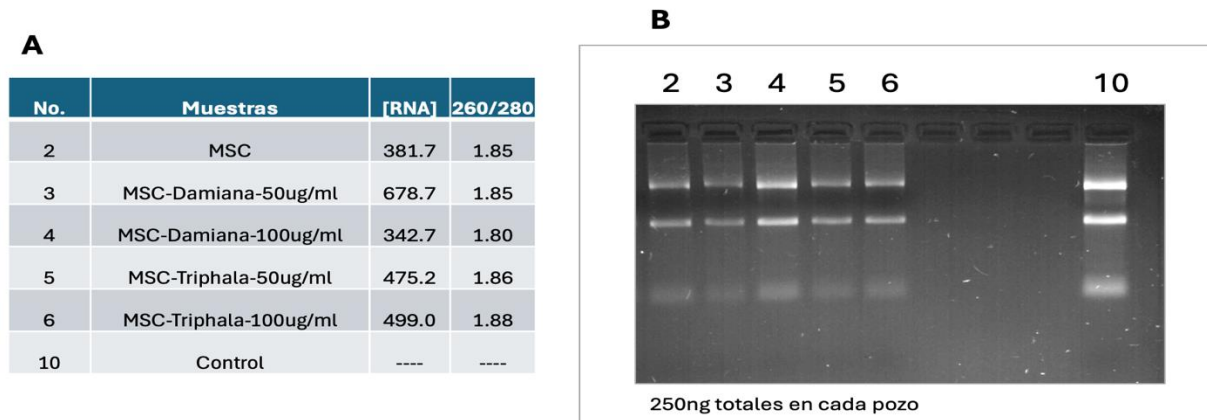 A
No. Muestras [RNA] 260/280
2 MSC 381.7 1.85
3 MSC-Damiana-50ug/ml 678.7 1.85
4 MSC-Damiana-100ug/ml 342.7 1.80
5 MSC-Triphala-50ug/ml 475.2 1.86
6 MSC-Triphala-100ug/ml 499.0 1.88
10 Control ---- ----
B
2 3 4 5 6 10
250ng totales en cada pozo